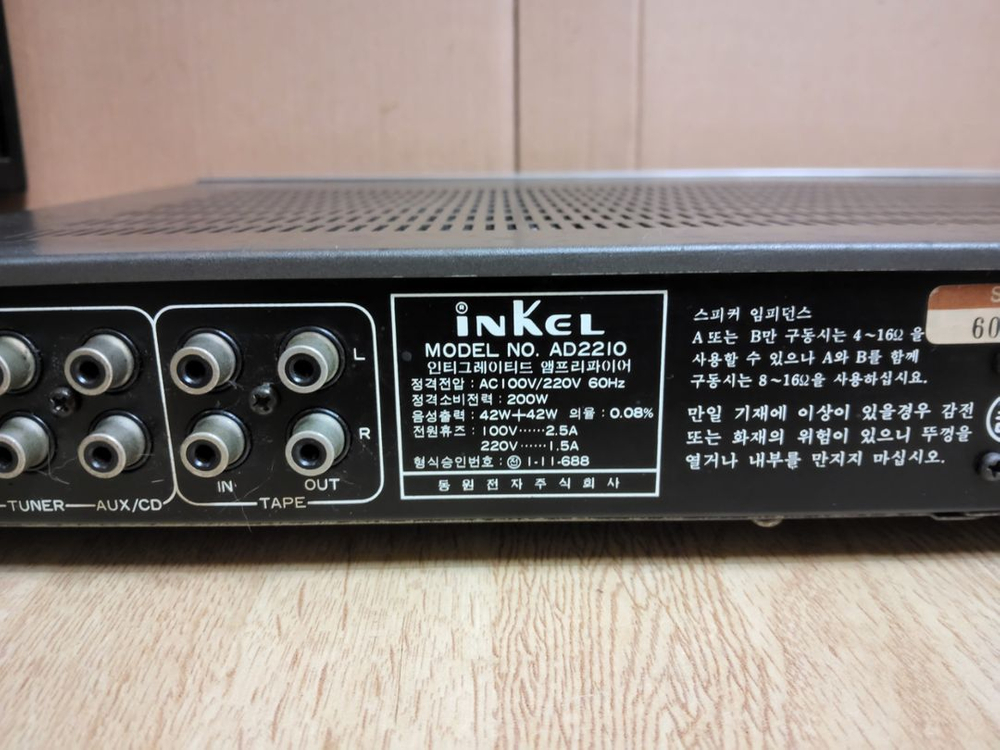 iNKEL
MODEL NO. AD2210
인티그레이티드 앰프리파이어
정격전압 : AC100V/220V 60Hz
정격소비전력 : 200W
음성출력 : 42W+42W 의율 : 0.08%
전원휴즈 : 100V······2.5A
220V······1.5A
형식승인번호 : 1-11-688
동원전자주식회사
스피커 임피던스
A 또는 B만 구동시는 4~16Ω을
사용할 수 있으나 A와 B를 함께
구동시는 8~16Ω을 사용하십시요.
만일 기재에 이상이 있을경우 감전
또는 화재의 위험이 있으니 뚜껑을
열거나 내부를 만지지 마십시오.
60
L
R
IN
OUT
TUNER
AUX/CD
TAPE